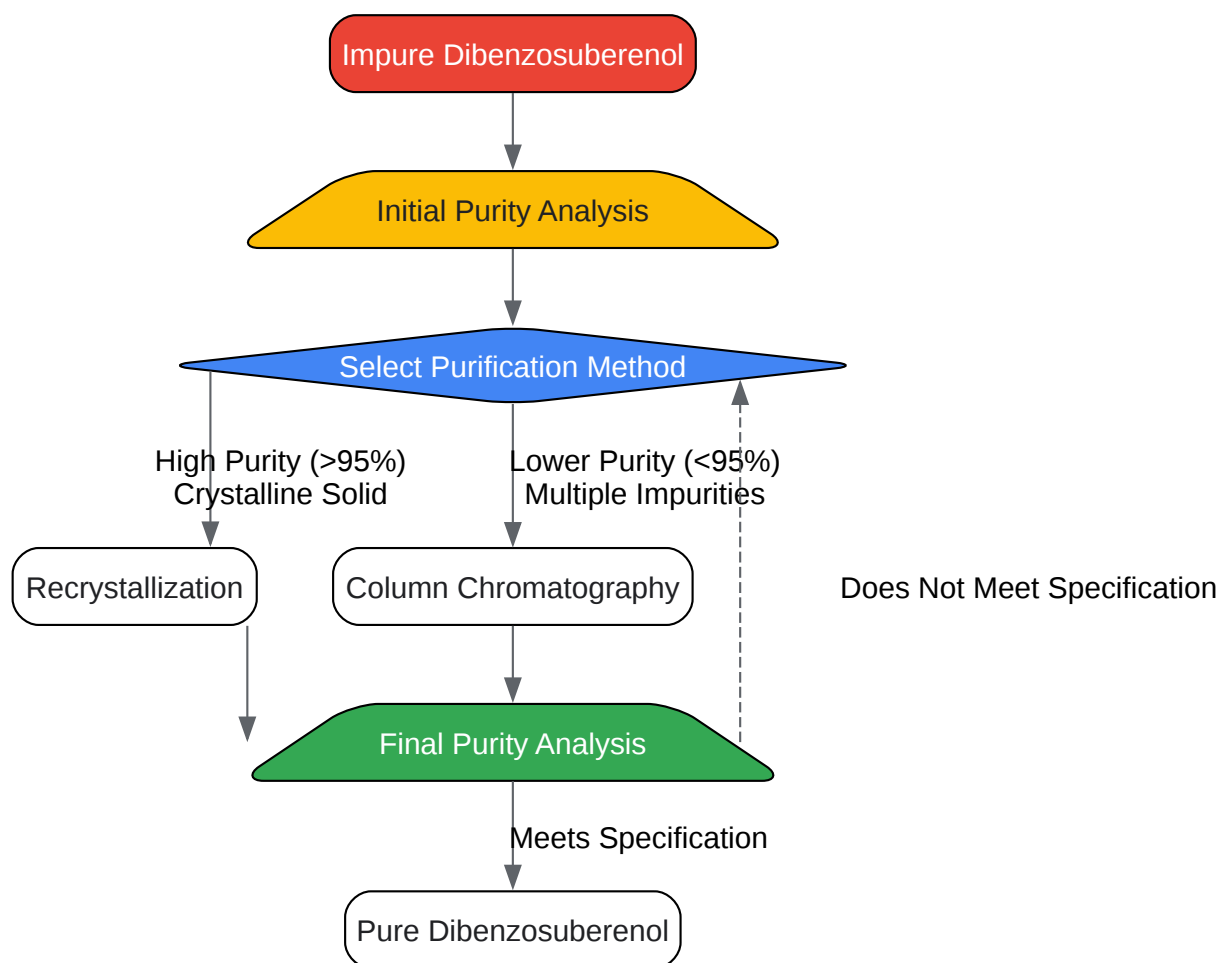 Impure Dibenzosuberenol
Initial Purity Analysis
Select Purification Method
High Purity (>95%)
Crystalline Solid
Lower Purity (<95%)
Multiple Impurities
Recrystallization
Column Chromatography
Does Not Meet Specification
Final Purity Analysis
Meets Specification
Pure Dibenzosuberenol